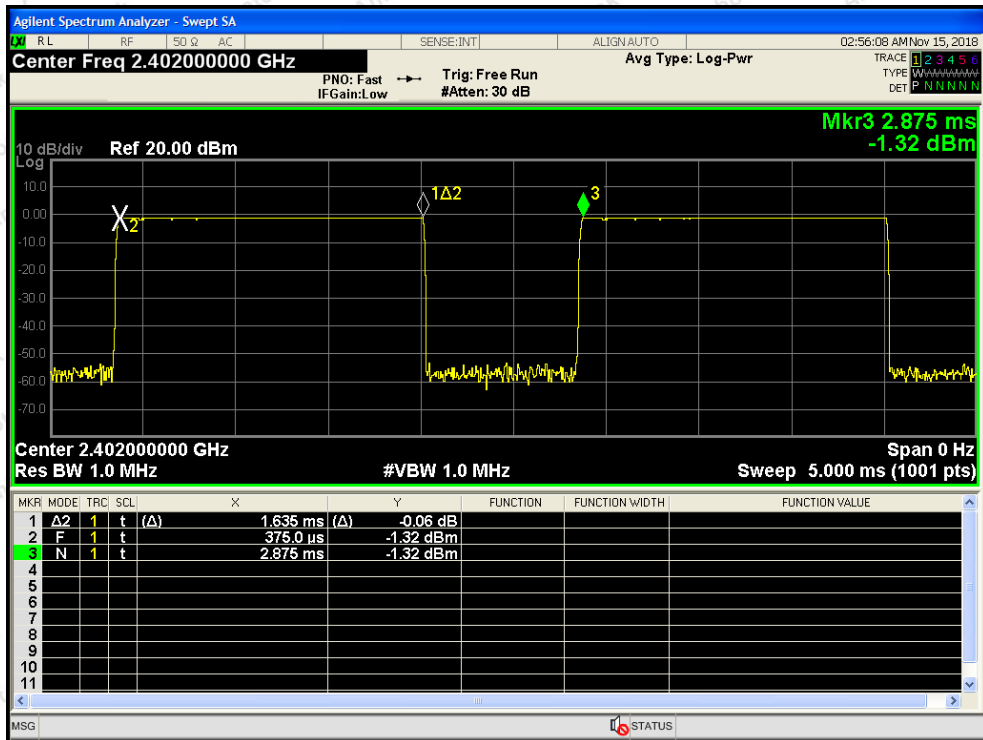 Agilent Spectrum Analyzer - Swept SA
LXI RL RF 50 Ω AC SENSE:INT ALIGN AUTO 02:56:08 AM Nov 15, 2018
Center Freq 2.402000000 GHz Avg Type: Log-Pwr TRACE 1 2 3 4 5 6
PNO: Fast Trig: Free Run TYPE WWWWWW
IFGain:Low #Atten: 30 dB DET P N N N N N
Mkr3 2.875 ms
10 dB/div Ref 20.00 dBm -1.32 dBm
Log
10.0
0.00
-10.0
-20.0
-30.0
-40.0
-50.0
-60.0
-70.0
X2
1Δ2
3
Center 2.402000000 GHz Span 0 Hz
Res BW 1.0 MHz #VBW 1.0 MHz Sweep 5.000 ms (1001 pts)
MKR MODE TRC SCL X Y FUNCTION FUNCTION WIDTH FUNCTION VALUE
1 Δ2 1 t (Δ) 1.635 ms (Δ) -0.06 dB
2 F 1 t 375.0 µs -1.32 dBm
3 N 1 t 2.875 ms -1.32 dBm
4
5
6
7
8
9
10
11
MSG STATUS